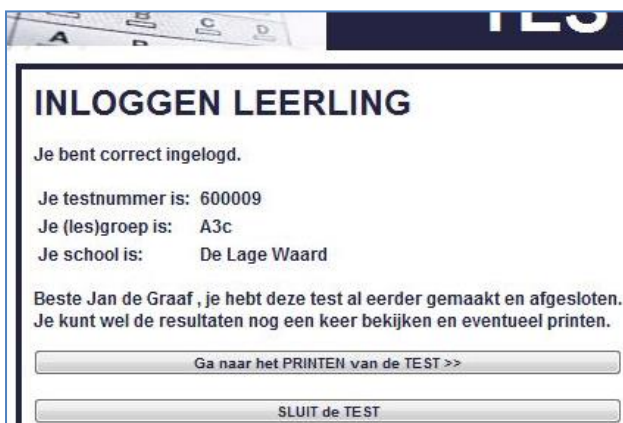 A B C D
INLOGGEN LEERLING
Je bent correct ingelogd.
Je testnummer is: 600009
Je (les)groep is: A3c
Je school is: De Lage Waard
Beste Jan de Graaf , je hebt deze test al eerder gemaakt en afgesloten.
Je kunt wel de resultaten nog een keer bekijken en eventueel printen.
Ga naar het PRINTEN van de TEST >>
SLUIT de TEST